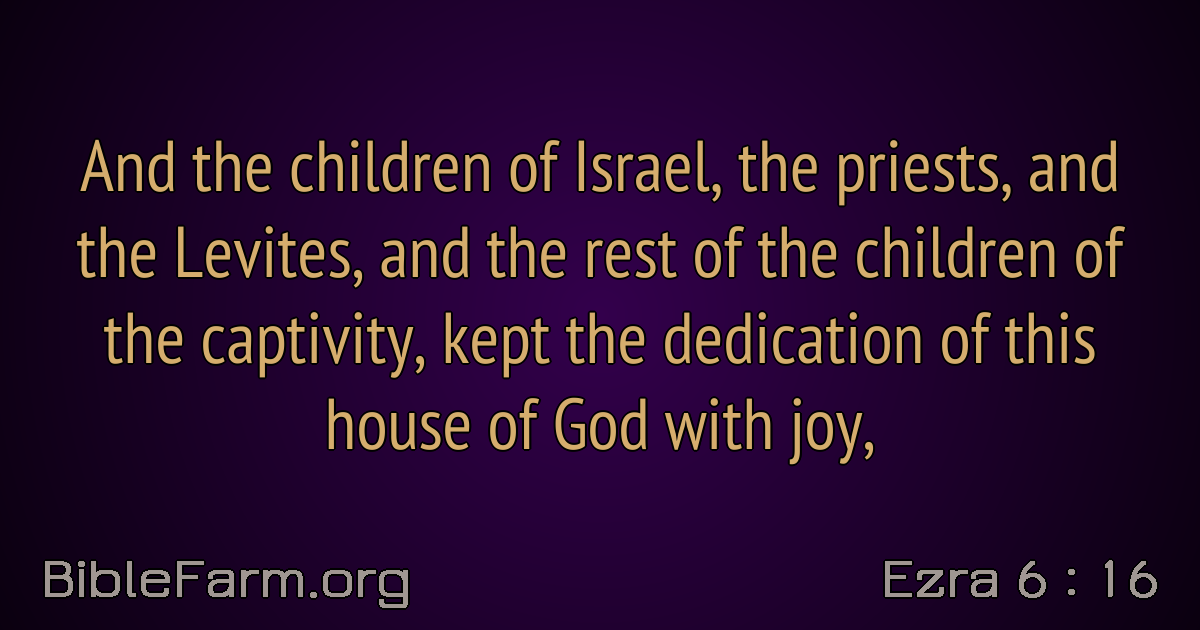 And the children of Israel, the priests, and
the Levites, and the rest of the children of
the captivity, kept the dedication of this
house of God with joy,
BibleFarm.org
Ezra 6 : 16